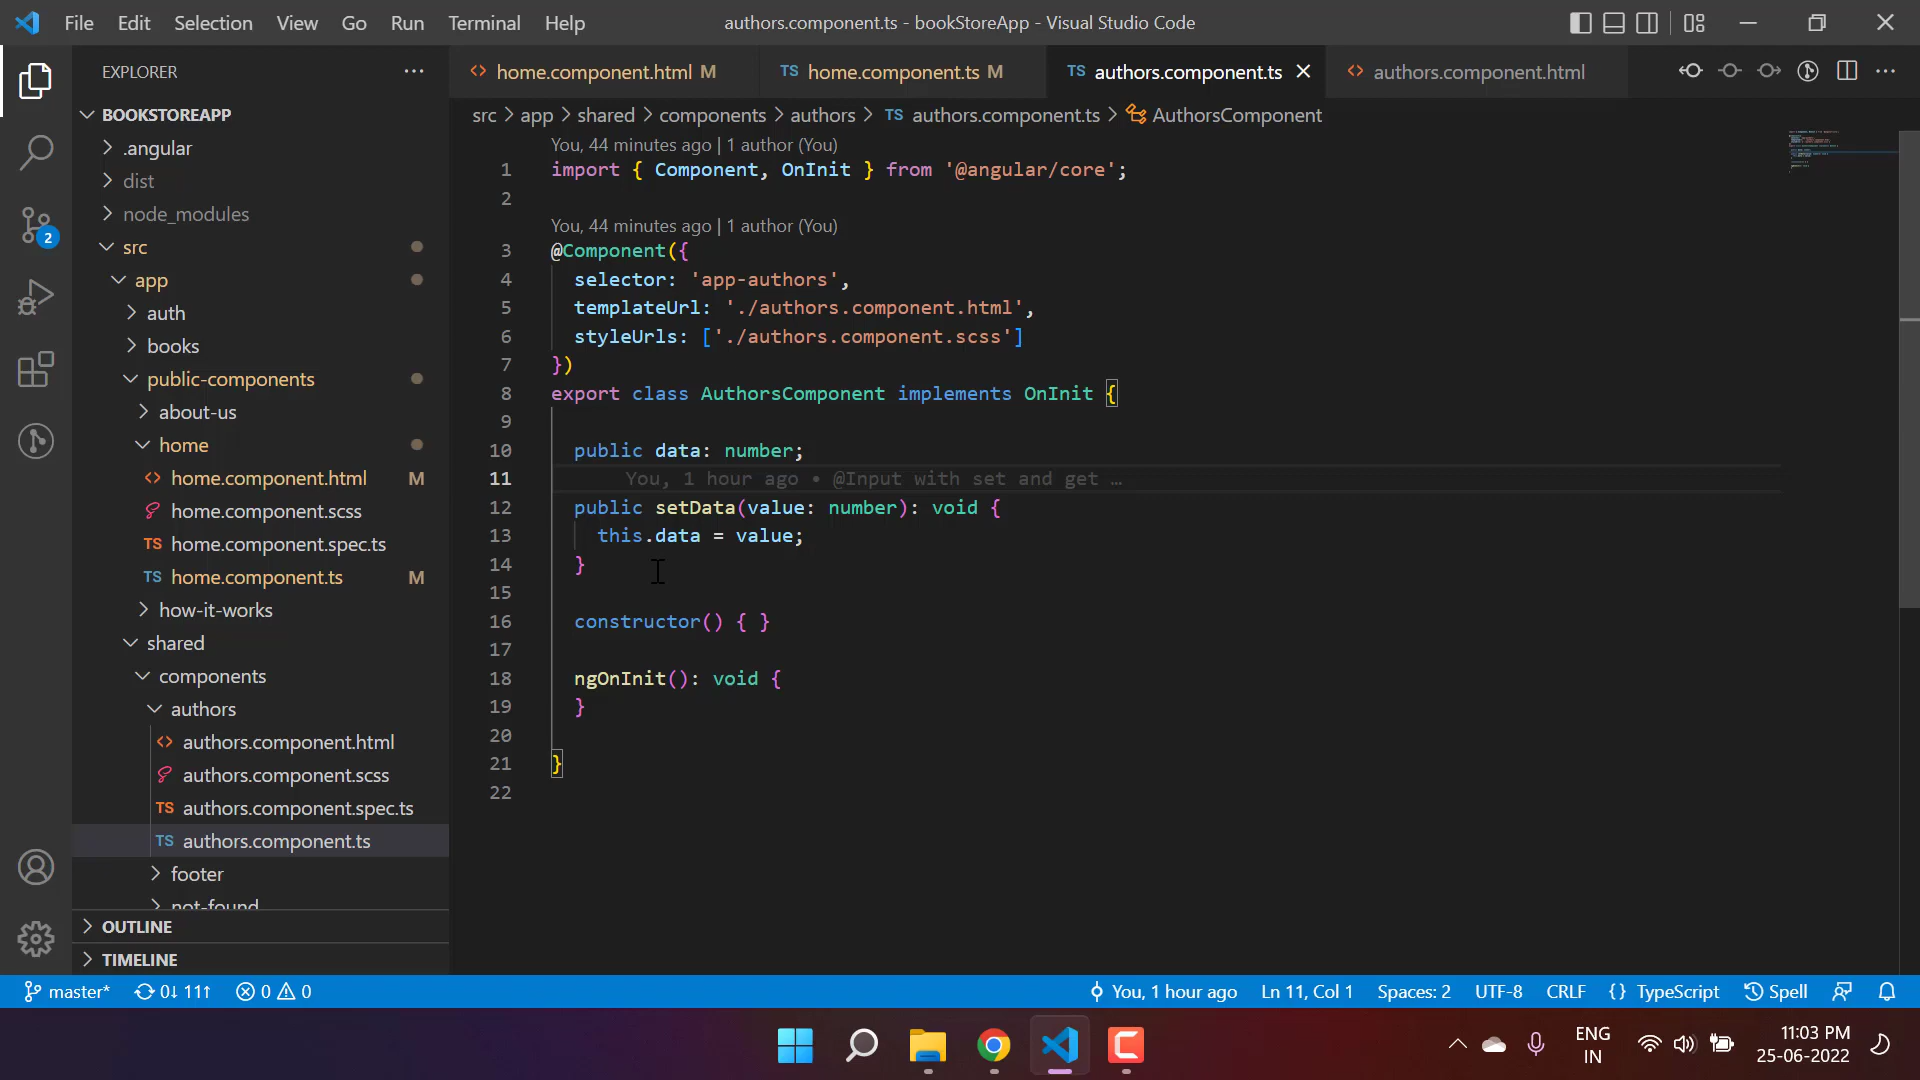 File Edit Selection View Go Run Terminal Help
authors.component.ts - bookStoreApp - Visual Studio Code
EXPLORER
BOOKSTOREAPP
.angular
dist
node_modules
src
app
auth
books
public-components
about-us
home
home.component.html M
home.component.scss
TS home.component.spec.ts
TS home.component.ts M
how-it-works
shared
components
authors
authors.component.html
authors.component.scss
TS authors.component.spec.ts
TS authors.component.ts
footer
not-found
OUTLINE
TIMELINE
2
home.component.html M
TS home.component.ts M
TS authors.component.ts
authors.component.html
src > app > shared > components > authors > TS authors.component.ts > AuthorsComponent
You, 44 minutes ago | 1 author (You)
1 import { Component, OnInit } from '@angular/core';
2
You, 44 minutes ago | 1 author (You)
3 @Component({
4 selector: 'app-authors',
5 templateUrl: './authors.component.html',
6 styleUrls: ['./authors.component.scss']
7 })
8 export class AuthorsComponent implements OnInit {
9
10 public data: number;
11 You, 1 hour ago • @Input with set and get …
12 public setData(value: number): void {
13 this.data = value;
14 }
15
16 constructor() { }
17
18 ngOnInit(): void {
19 }
20
21 }
22
master* 0↓ 11↑ 0 0
You, 1 hour ago Ln 11, Col 1 Spaces: 2 UTF-8 CRLF {} TypeScript Spell
ENG
IN
11:03 PM
25-06-2022